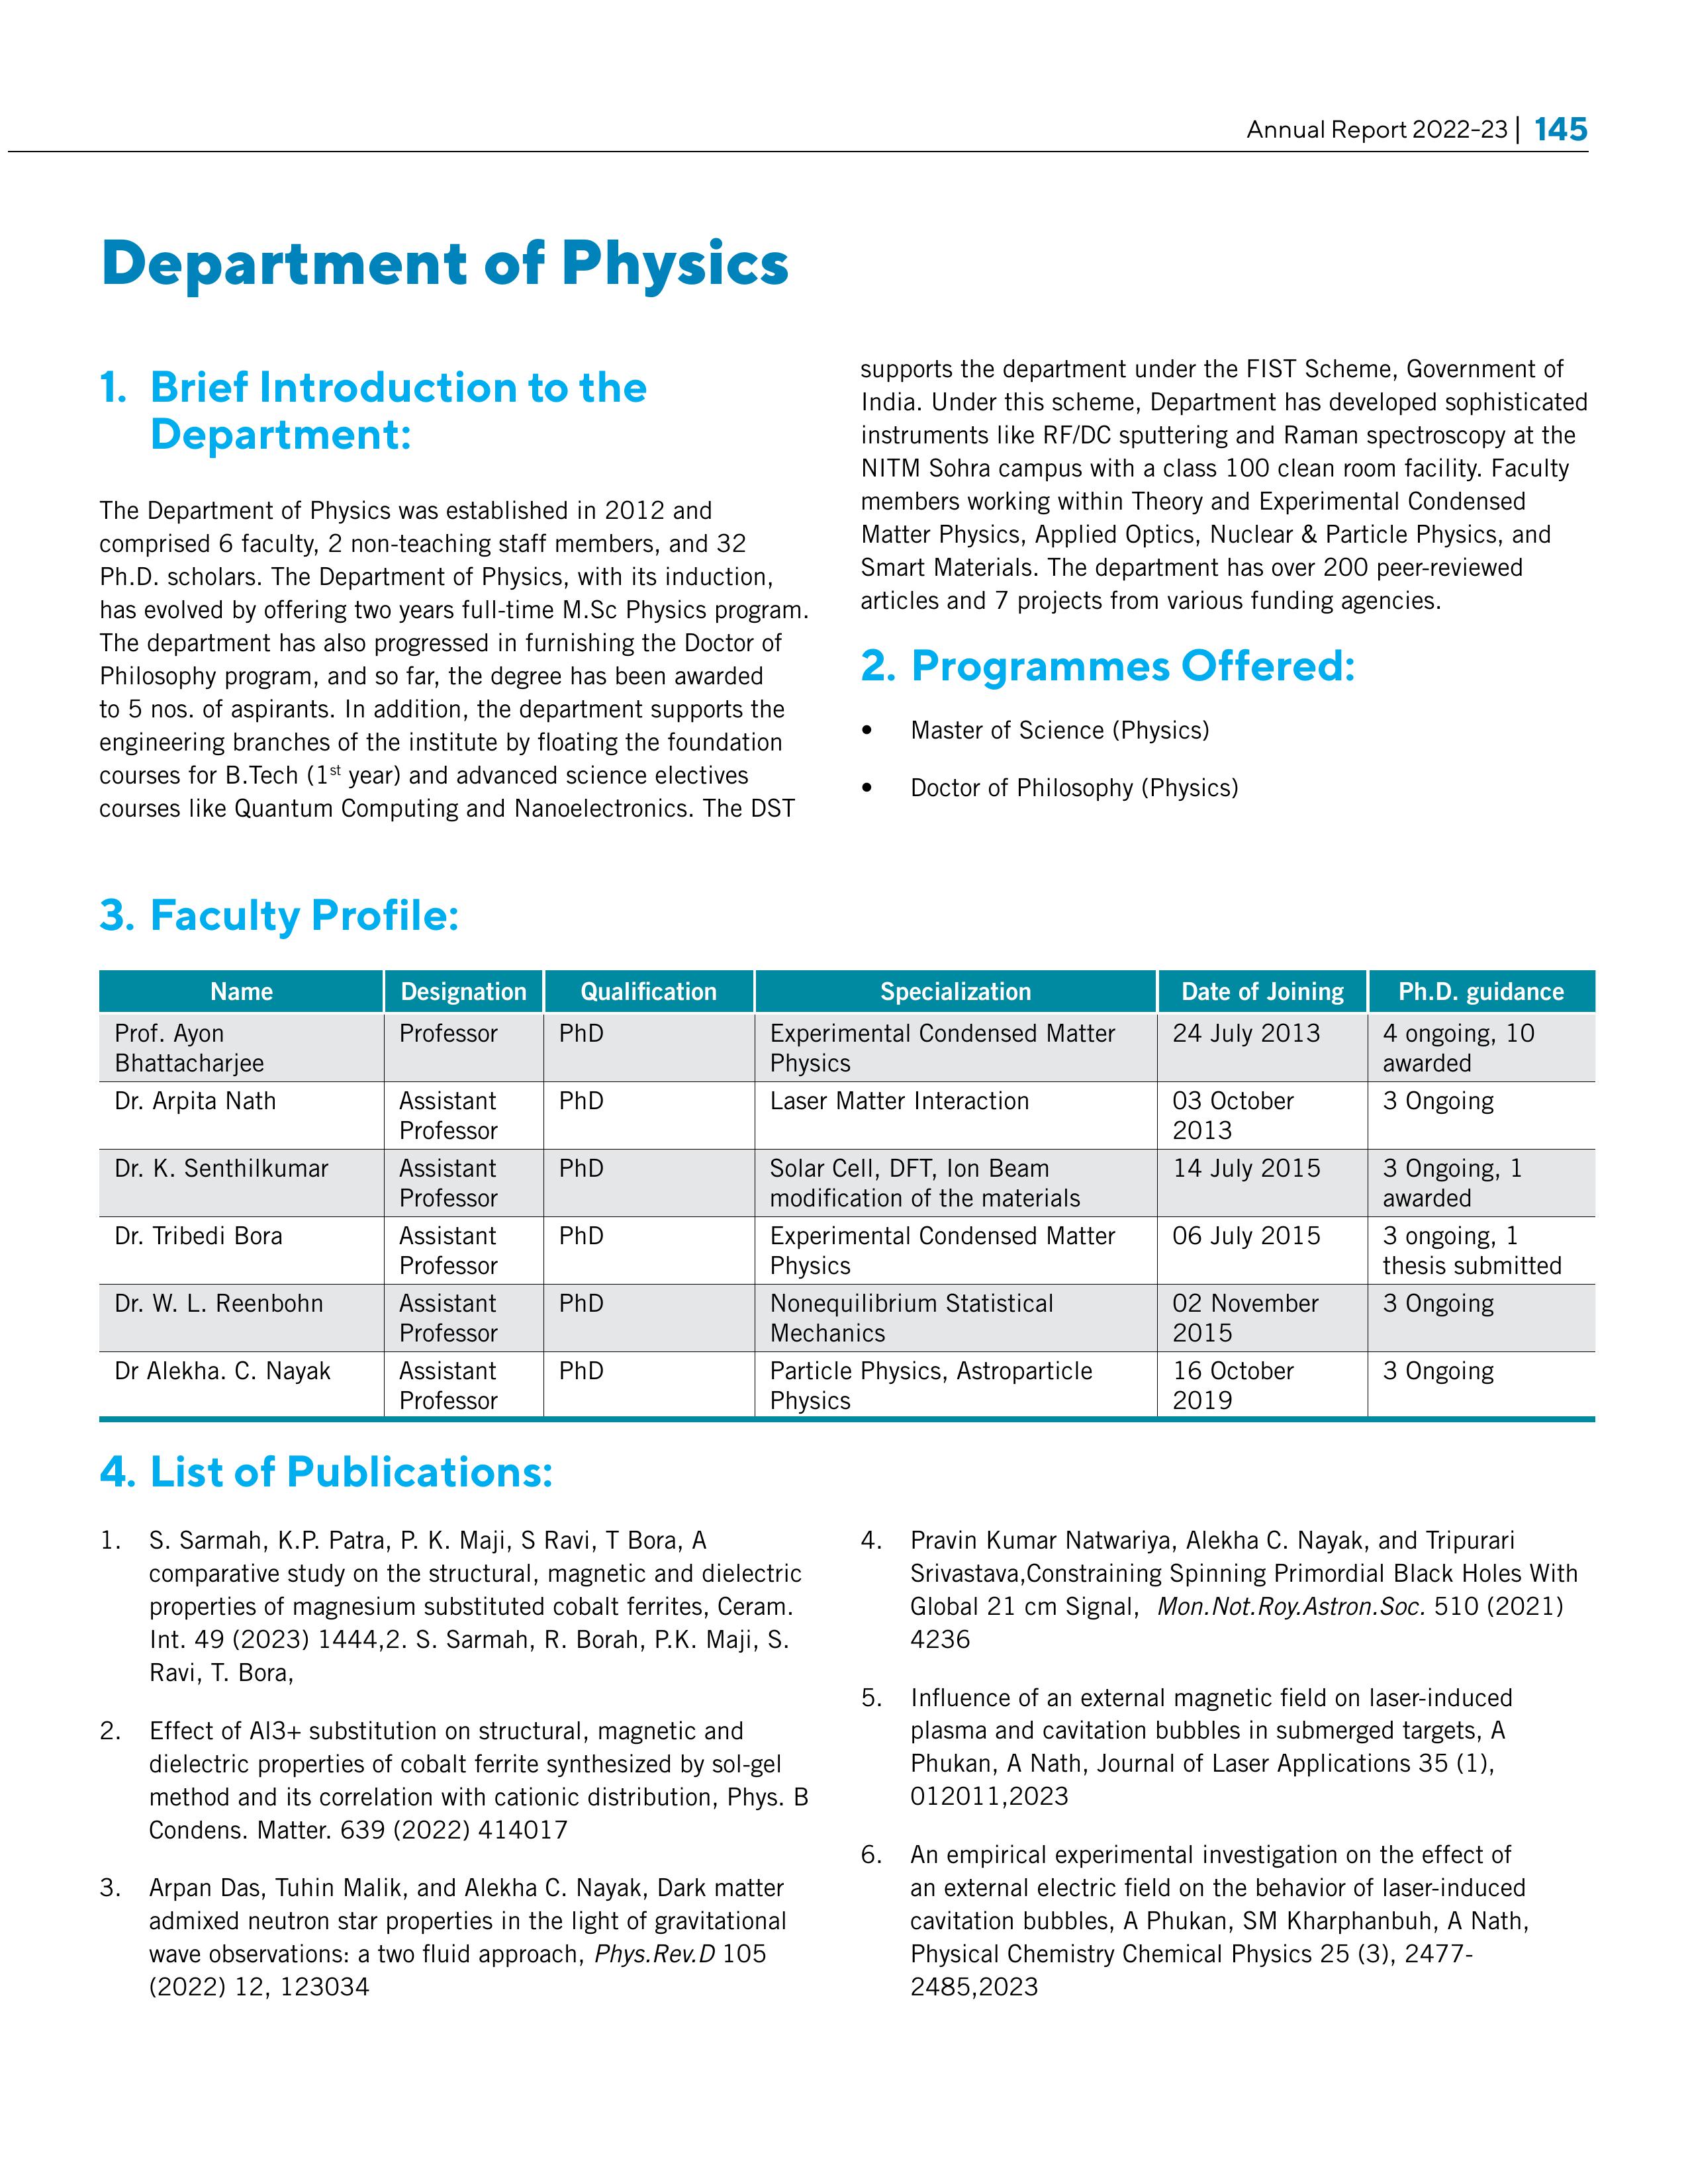 Annual Report 2022-23 | 145
Department of Physics
1. Brief Introduction to the
Department:
The Department of Physics was established in 2012 and
comprised 6 faculty, 2 non-teaching staff members, and 32
Ph.D. scholars. The Department of Physics, with its induction,
has evolved by offering two years full-time M.Sc Physics program.
The department has also progressed in furnishing the Doctor of
Philosophy program, and so far, the degree has been awarded
to 5 nos. of aspirants. In addition, the department supports the
engineering branches of the institute by floating the foundation
courses for B.Tech (1st year) and advanced science electives
courses like Quantum Computing and Nanoelectronics. The DST
supports the department under the FIST Scheme, Government of
India. Under this scheme, Department has developed sophisticated
instruments like RF/DC sputtering and Raman spectroscopy at the
NITM Sohra campus with a class 100 clean room facility. Faculty
members working within Theory and Experimental Condensed
Matter Physics, Applied Optics, Nuclear & Particle Physics, and
Smart Materials. The department has over 200 peer-reviewed
articles and 7 projects from various funding agencies.
2. Programmes Offered:
• Master of Science (Physics)
• Doctor of Philosophy (Physics)
3. Faculty Profile:
Name Designation Qualification Specialization Date of Joining Ph.D. guidance
Prof. Ayon Professor PhD Experimental Condensed Matter 24 July 2013 4 ongoing, 10
Bhattacharjee Physics awarded
Dr. Arpita Nath Assistant PhD Laser Matter Interaction 03 October 3 Ongoing
Professor 2013
Dr. K. Senthilkumar Assistant PhD Solar Cell, DFT, Ion Beam 14 July 2015 3 Ongoing, 1
Professor modification of the materials awarded
Dr. Tribedi Bora Assistant PhD Experimental Condensed Matter 06 July 2015 3 ongoing, 1
Professor Physics thesis submitted
Dr. W. L. Reenbohn Assistant PhD Nonequilibrium Statistical 02 November 3 Ongoing
Professor Mechanics 2015
Dr Alekha. C. Nayak Assistant PhD Particle Physics, Astroparticle 16 October 3 Ongoing
Professor Physics 2019
4. List of Publications:
1. S. Sarmah, K.P. Patra, P. K. Maji, S Ravi, T Bora, A
comparative study on the structural, magnetic and dielectric
properties of magnesium substituted cobalt ferrites, Ceram.
Int. 49 (2023) 1444,2. S. Sarmah, R. Borah, P.K. Maji, S.
Ravi, T. Bora,
2. Effect of Al3+ substitution on structural, magnetic and
dielectric properties of cobalt ferrite synthesized by sol-gel
method and its correlation with cationic distribution, Phys. B
Condens. Matter. 639 (2022) 414017
3. Arpan Das, Tuhin Malik, and Alekha C. Nayak, Dark matter
admixed neutron star properties in the light of gravitational
wave observations: a two fluid approach, Phys.Rev.D 105
(2022) 12, 123034
4. Pravin Kumar Natwariya, Alekha C. Nayak, and Tripurari
Srivastava,Constraining Spinning Primordial Black Holes With
Global 21 cm Signal, Mon.Not.Roy.Astron.Soc. 510 (2021)
4236
5. Influence of an external magnetic field on laser-induced
plasma and cavitation bubbles in submerged targets, A
Phukan, A Nath, Journal of Laser Applications 35 (1),
012011,2023
6. An empirical experimental investigation on the effect of
an external electric field on the behavior of laser-induced
cavitation bubbles, A Phukan, SM Kharphanbuh, A Nath,
Physical Chemistry Chemical Physics 25 (3), 2477-
2485,2023